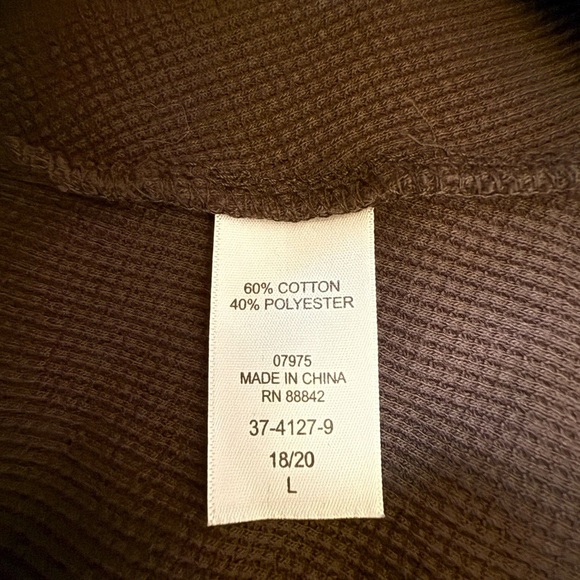 60% COTTON
40% POLYESTER
07975
MADE IN CHINA
RN 88842
37-4127-9
18/20
L